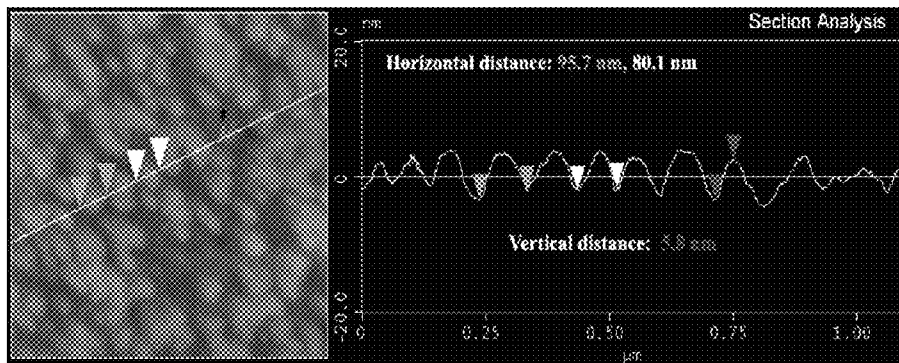 Section Analysis
nm
20.0
Horizontal distance: 95.7 nm, 80.1 nm
0
Vertical distance: 5.8 nm
-20.0
0 0.25 0.50 0.75 1.00
μm